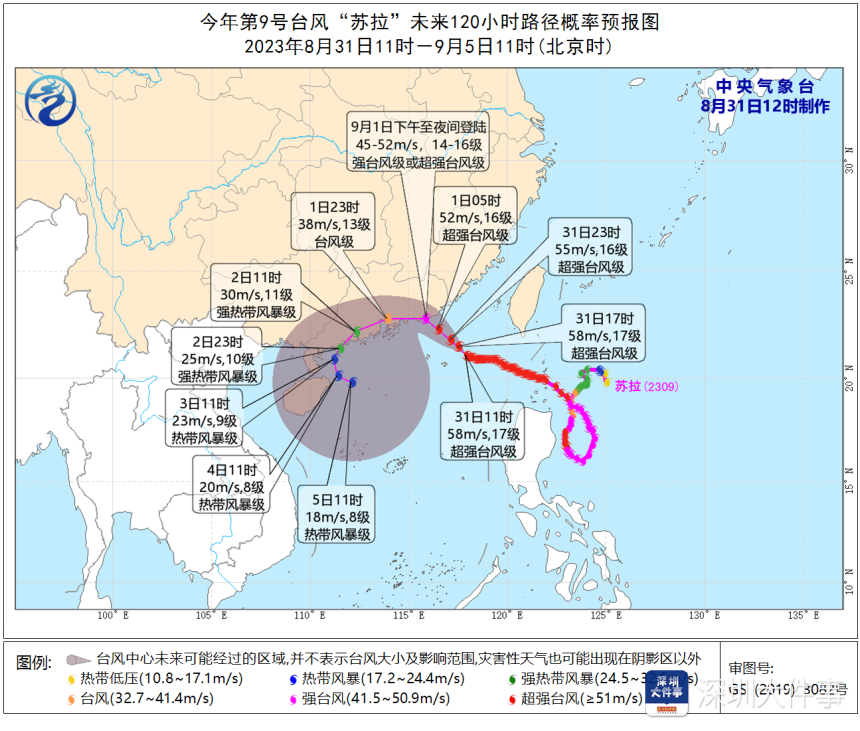 今年第9号台风“苏拉”未来120小时路径概率预报图
2023年8月31日11时—9月5日11时(北京时)
中央气象台
8月31日12时制作
9月1日下午至夜间登陆
45-52m/s，14-16级
强台风级或超强台风级
1日23时
38m/s,13级
台风级
1日05时
52m/s,16级
超强台风级
31日23时
55m/s,16级
超强台风级
2日11时
30m/s,11级
强热带风暴级
31日17时
58m/s,17级
超强台风级
2日23时
25m/s,10级
强热带风暴级
苏拉(2309)
3日11时
23m/s,9级
热带风暴级
31日11时
58m/s,17级
超强台风级
4日11时
20m/s,8级
热带风暴级
5日11时
18m/s,8级
热带风暴级
30°N
25°N
20°N
15°N
10°N
100°E
105°E
110°E
115°E
120°E
125°E
130°E
135°E
图例:
台风中心未来可能经过的区域,并不表示台风大小及影响范围,灾害性天气也可能出现在阴影区以外
热带低压(10.8~17.1m/s)
热带风暴(17.2~24.4m/s)
强热带风暴(24.5~32.6m/s)
台风(32.7~41.4m/s)
强台风(41.5~50.9m/s)
超强台风(≥51m/s)
审图号:
GS (2019) 3082号
深圳
大件事
深圳大件事